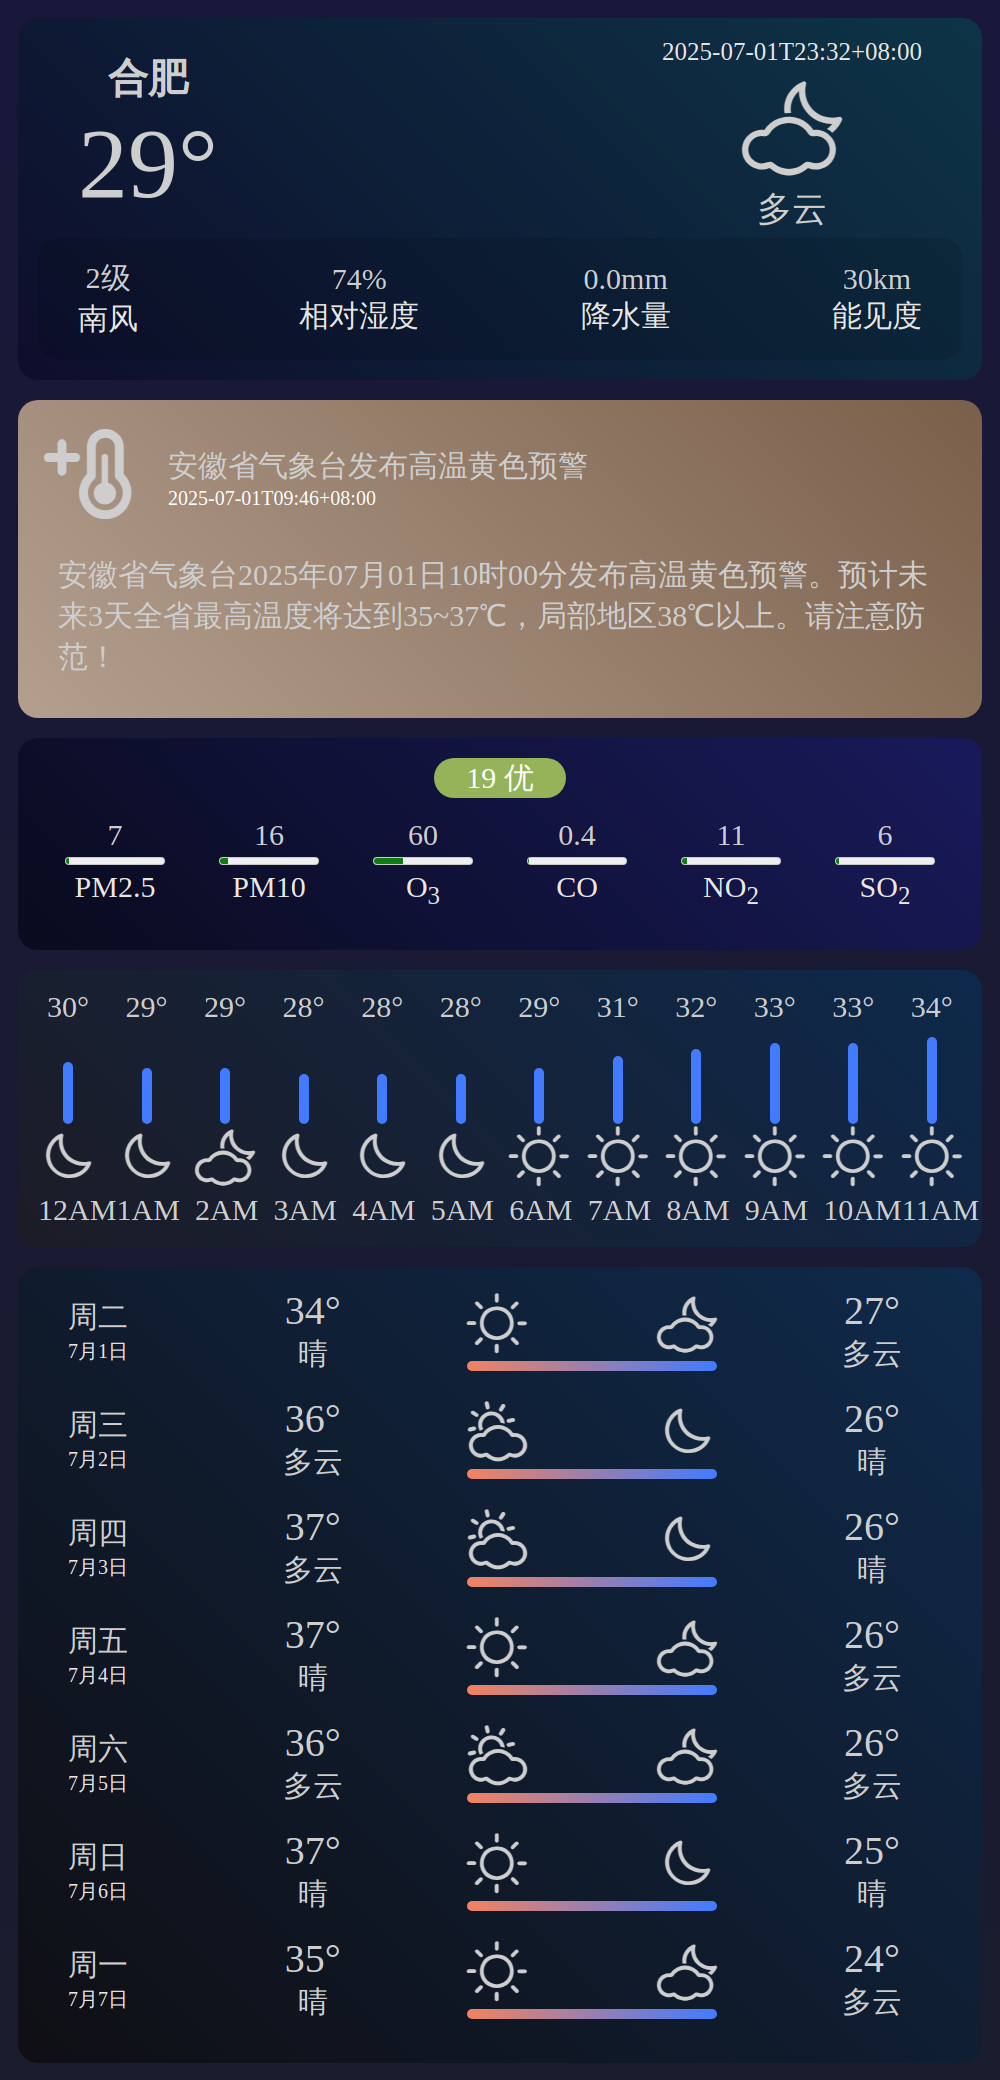 合肥
29°
2025-07-01T23:32+08:00
多云
2级 74% 0.0mm 30km
南风 相对湿度 降水量 能见度
安徽省气象台发布高温黄色预警
2025-07-01T09:46+08:00
安徽省气象台2025年07月01日10时00分发布高温黄色预警。预计未
来3天全省最高温度将达到35~37℃，局部地区38℃以上。请注意防
范！
19 优
7 16 60 0.4 11 6
PM2.5 PM10 O3 CO NO2 SO2
30° 29° 29° 28° 28° 28° 29° 31° 32° 33° 33° 34°
12AM 1AM 2AM 3AM 4AM 5AM 6AM 7AM 8AM 9AM 10AM 11AM
周二 34° 27°
7月1日 晴 多云
周三 36° 26°
7月2日 多云 晴
周四 37° 26°
7月3日 多云 晴
周五 37° 26°
7月4日 晴 多云
周六 36° 26°
7月5日 多云 多云
周日 37° 25°
7月6日 晴 晴
周一 35° 24°
7月7日 晴 多云